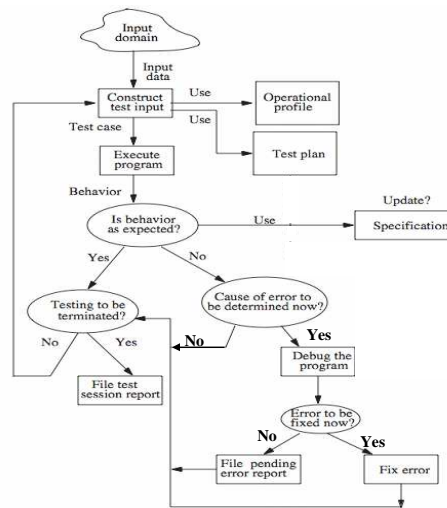 Input
domain
Input
data
Construct
test input
Use
Operational
profile
Use
Test case
Test plan
Execute
program
Behavior
Update?
Is behavior
as expected?
Use
Specification
Yes
No
Testing to be
terminated?
Cause of error to
be determined now?
No
Yes
No
Yes
Debug the
program
File test
session report
Error to be
fixed now?
No
Yes
File pending
error report
Fix error